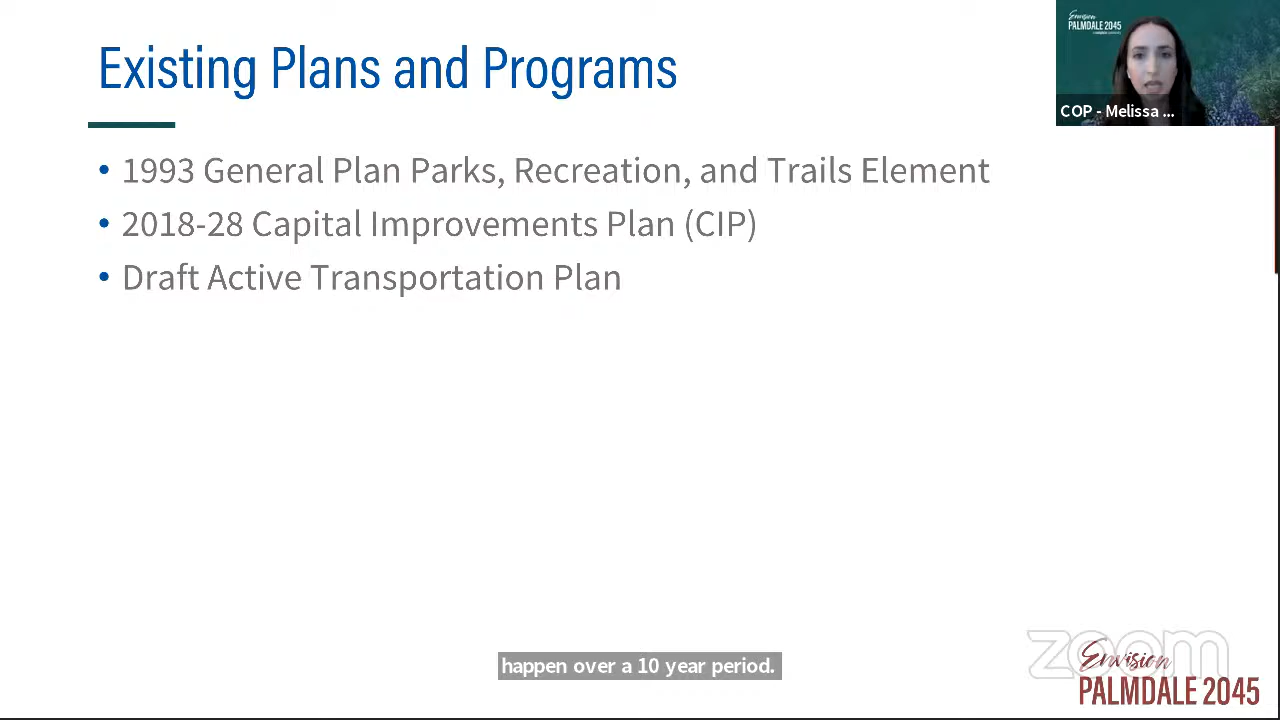 Existing Plans and Programs
Envision
PALMDALE 2045
COP - Melissa ...
• 1993 General Plan Parks, Recreation, and Trails Element
• 2018-28 Capital Improvements Plan (CIP)
• Draft Active Transportation Plan
happen over a 10 year period.
zoom
Envision
PALMDALE 2045